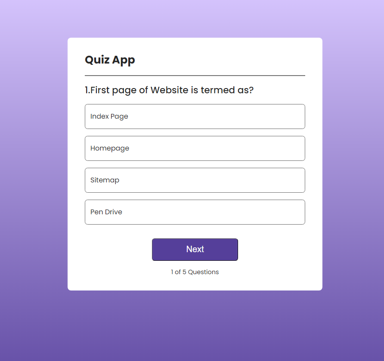 Quiz App
1.First page of Website is termed as?
Index Page
Homepage
Sitemap
Pen Drive
Next
1 of 5 Questions